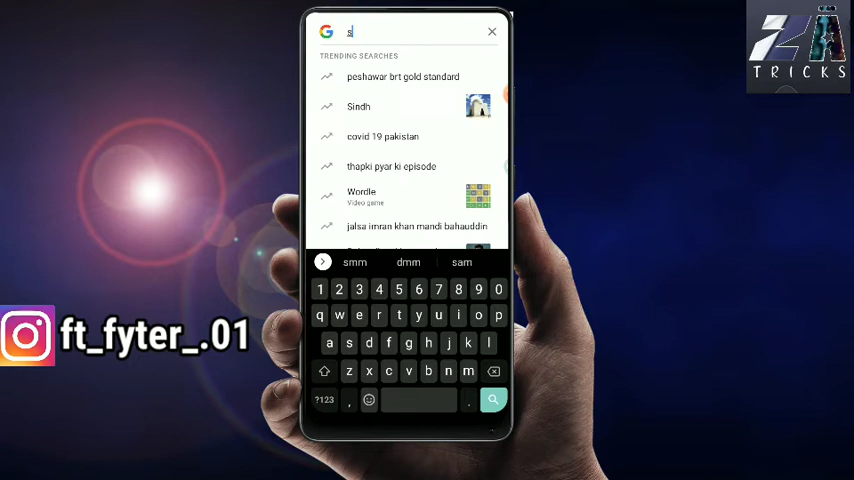 s
TRENDING SEARCHES
peshawar brt gold standard
Sindh
covid 19 pakistan
thapki pyar ki episode
Wordle
Video game
jalsa imran khan mandi bahauddin
smm dmm sam
1 2 3 4 5 6 7 8 9 0
q w e r t y u i o p
a s d f g h j k l
z x c v b n m
?123 , .
ft_fyter_.01
ZA
TRICKS